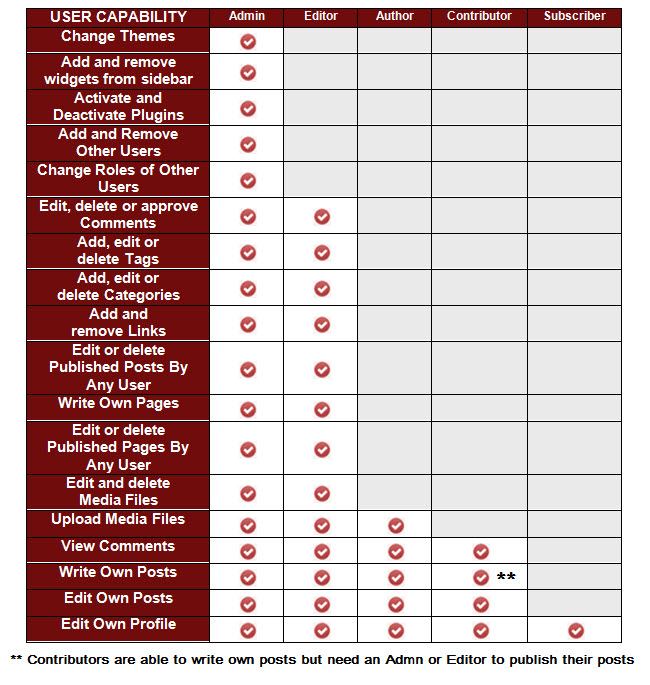 USER CAPABILITY Admin Editor Author Contributor Subscriber
Change Themes
Add and remove
widgets from sidebar
Activate and
Deactivate Plugins
Add and Remove
Other Users
Change Roles of Other
Users
Edit, delete or approve
Comments
Add, edit or
delete Tags
Add, edit or
delete Categories
Add and
remove Links
Edit or delete
Published Posts By
Any User
Write Own Pages
Edit or delete
Published Pages By
Any User
Edit and delete
Media Files
Upload Media Files
View Comments
Write Own Posts **
Edit Own Posts
Edit Own Profile
** Contributors are able to write own posts but need an Admn or Editor to publish their posts